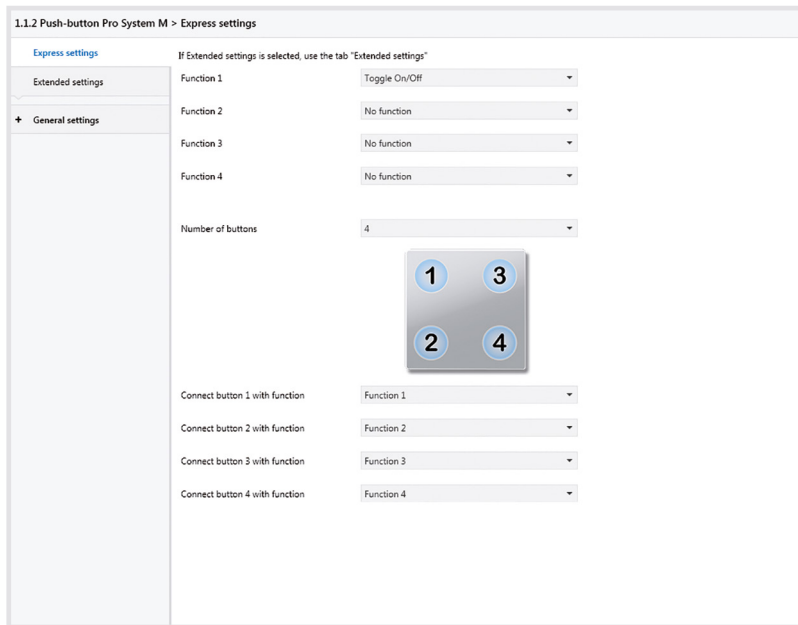 1.1.2 Push-button Pro System M > Express settings
Express settings
Extended settings
+ General settings
If Extended settings is selected, use the tab "Extended settings"
Function 1 Toggle On/Off
Function 2 No function
Function 3 No function
Function 4 No function
Number of buttons 4
1 3
2 4
Connect button 1 with function Function 1
Connect button 2 with function Function 2
Connect button 3 with function Function 3
Connect button 4 with function Function 4